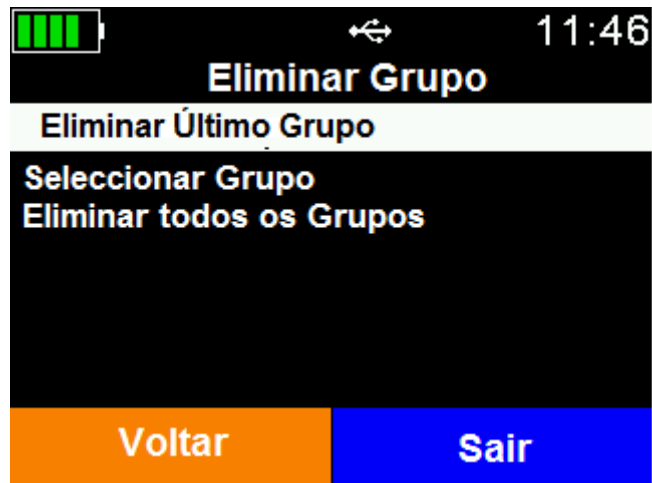 11:46
Eliminar Grupo
Eliminar Último Grupo
Seleccionar Grupo
Eliminar todos os Grupos
Voltar
Sair